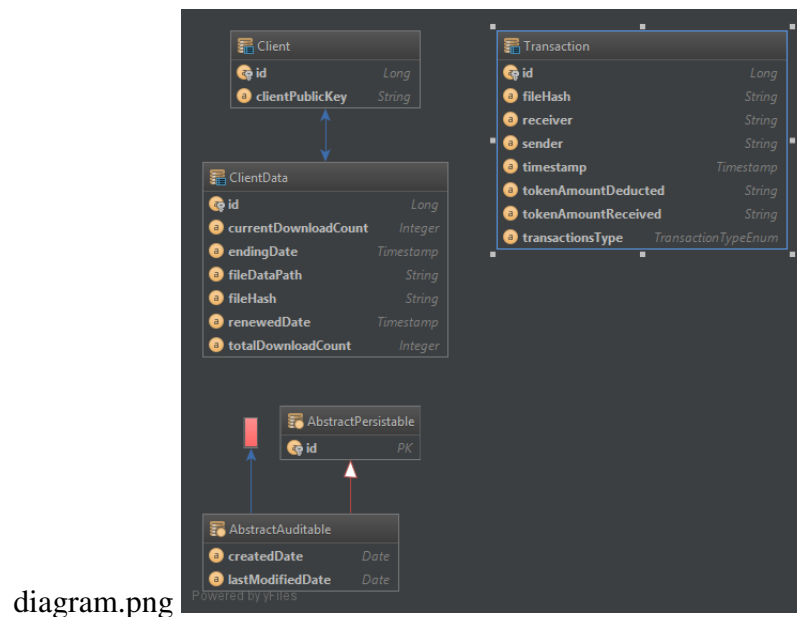 Client
id Long
clientPublicKey String
ClientData
id Long
currentDownloadCount Integer
endingDate Timestamp
fileDataPath String
fileHash String
renewedDate Timestamp
totalDownloadCount Integer
Transaction
id Long
fileHash String
receiver String
sender String
timestamp Timestamp
tokenAmountDeducted String
tokenAmountReceived String
transactionsType TransactionTypeEnum
AbstractPersistable
id PK
AbstractAuditable
createdDate Date
lastModifiedDate Date
Powered by yFiles
diagram.png